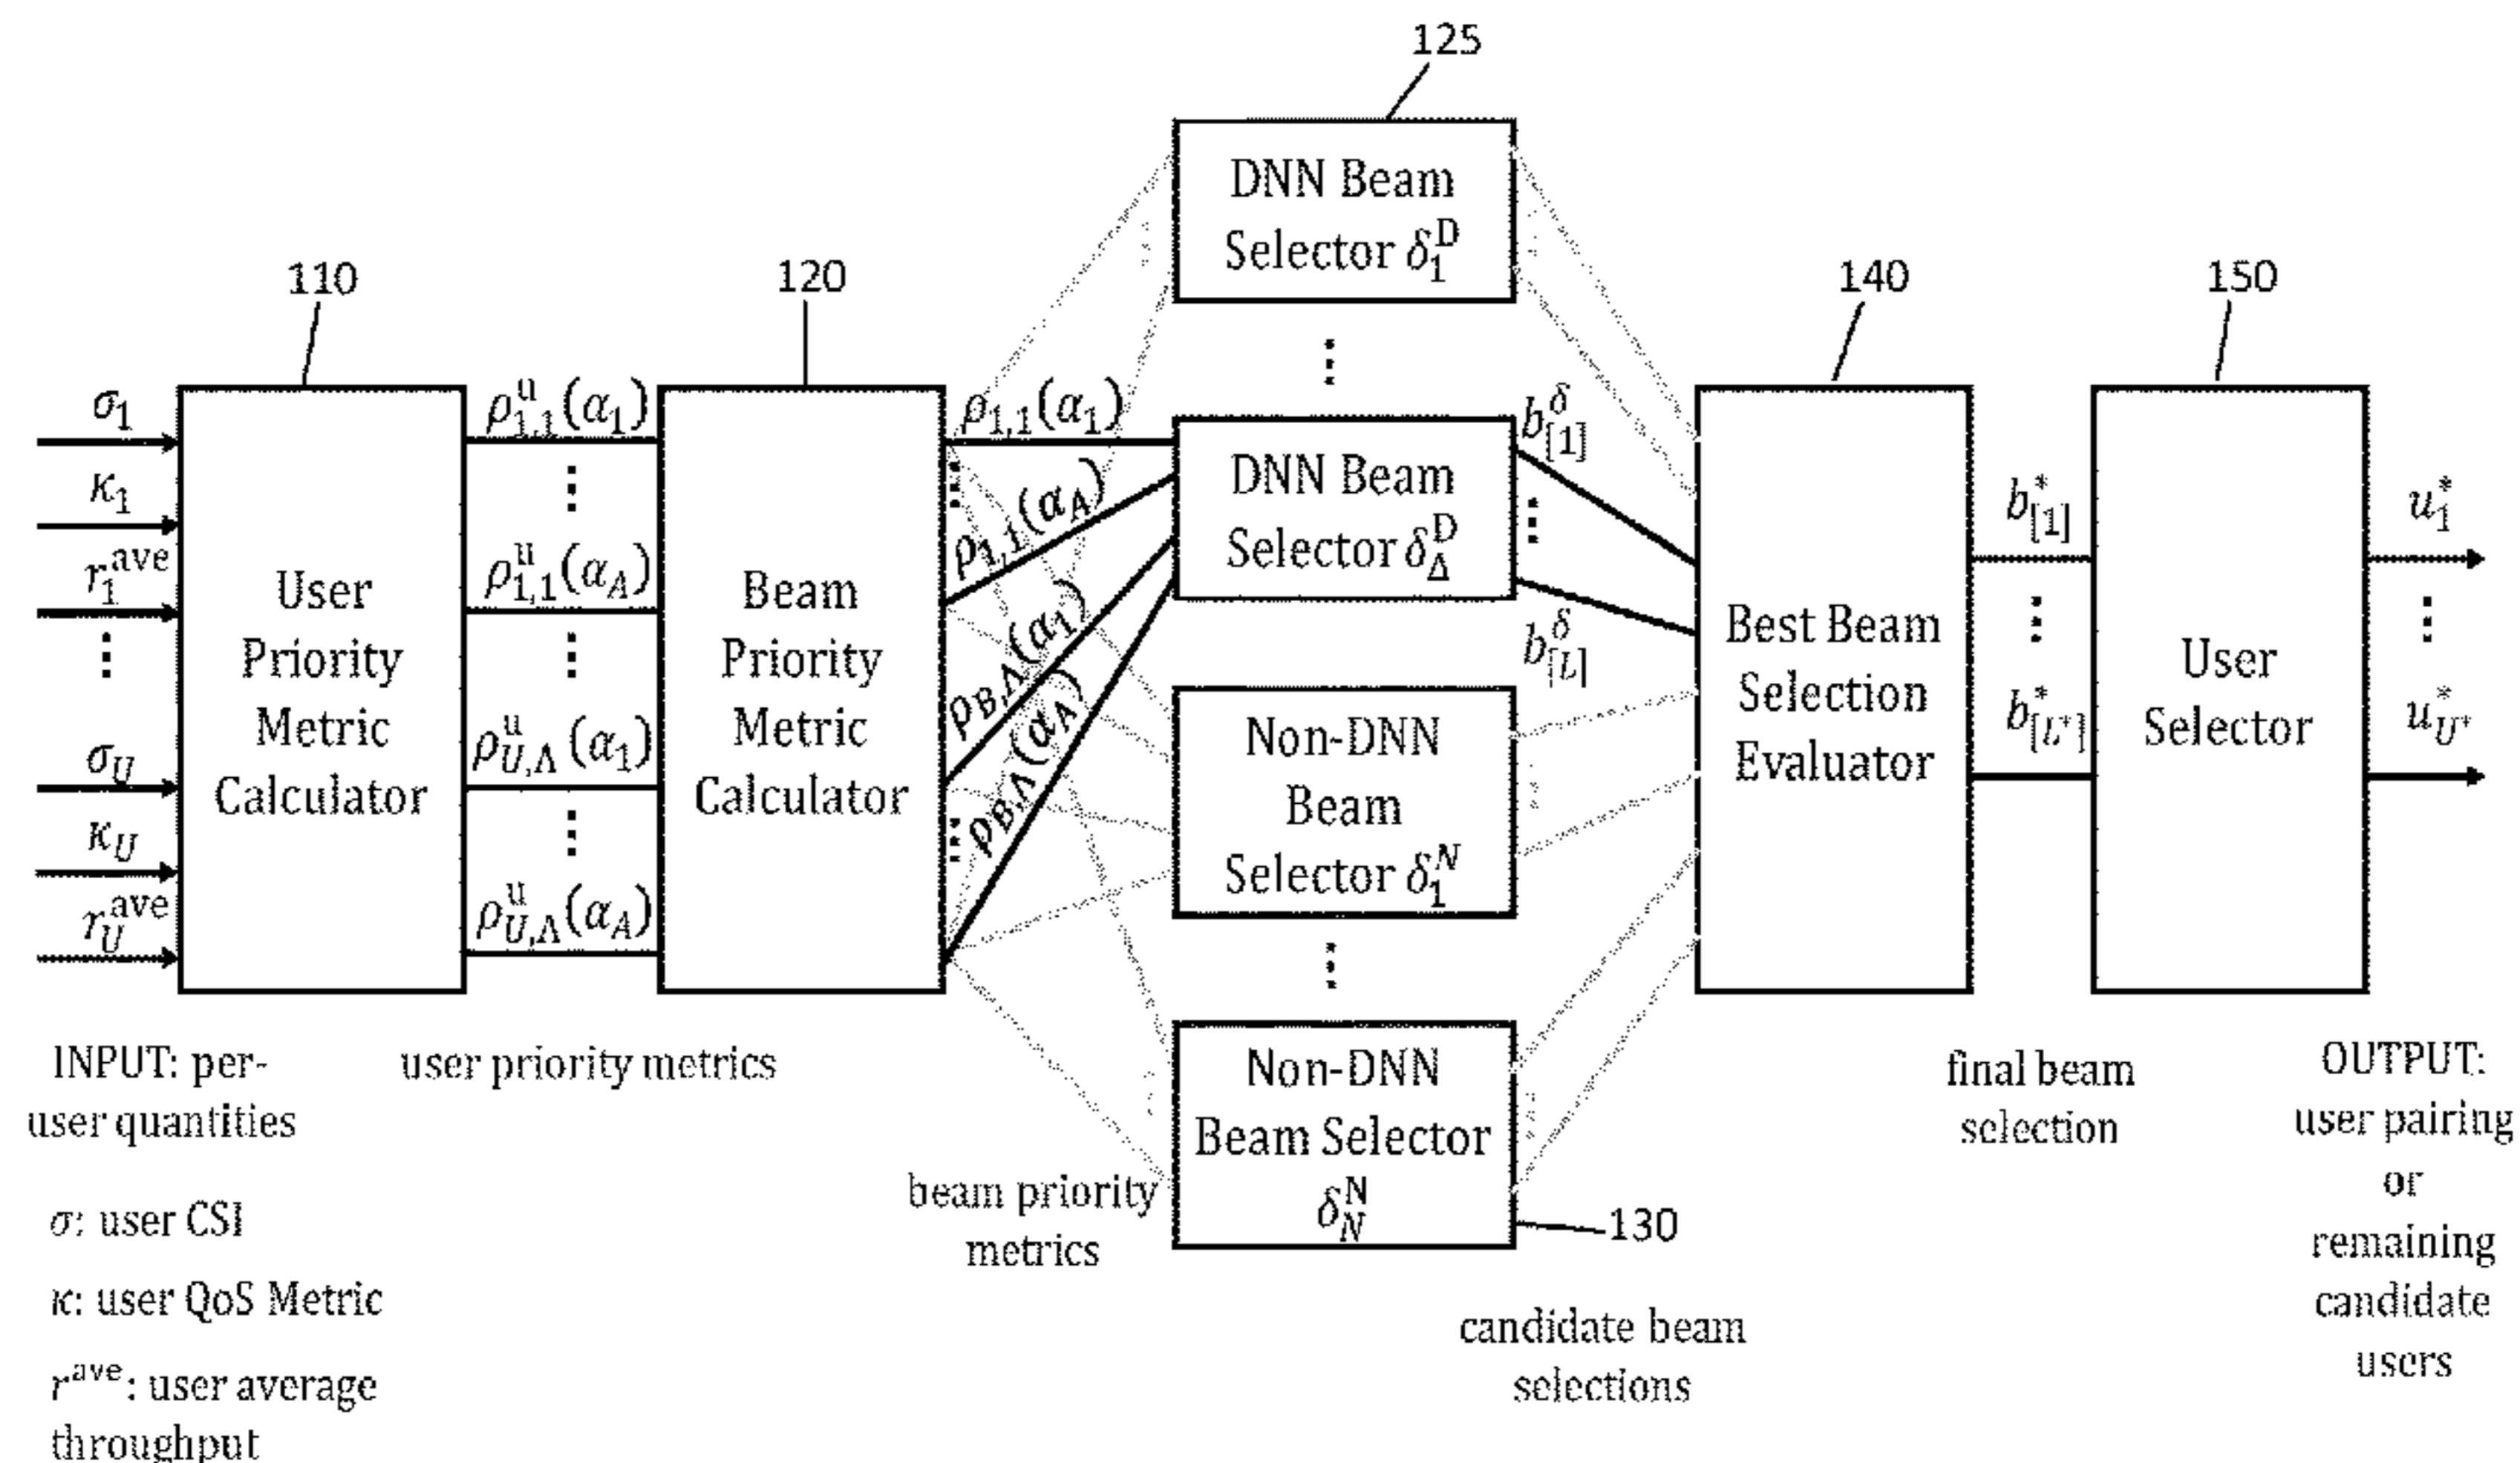 125
DNN Beam
Selector δ₁ᴰ
⋮
110
120
140
150
σ₁
κ₁
r₁ᵃᵛᵉ
⋮
σ_U
κ_U
r_Uᵃᵛᵉ
User
Priority
Metric
Calculator
ρᵘ₁,₁(α₁)
⋮
ρᵘ₁,₁(α_A)
⋮
ρᵘ_U,Λ(α₁)
⋮
ρᵘ_U,Λ(α_A)
Beam
Priority
Metric
Calculator
ρ₁,₁(α₁)
⋮
ρ₁,₁(α_A)
ρ_B,Λ(α₁)
⋮
ρ_B,Λ(α_A)
DNN Beam
Selector δ_Δᴰ
b_[1]^δ
⋮
b_[L]^δ
Non-DNN
Beam
Selector δ₁ᴺ
⋮
Non-DNN
Beam Selector
δ_Nᴺ
130
Best Beam
Selection
Evaluator
b*_[1]
⋮
b*_[L⁺]
User
Selector
u*₁
⋮
u*_U⁺
INPUT: per-
user quantities
user priority metrics
beam priority
metrics
candidate beam
selections
final beam
selection
OUTPUT:
user pairing
or
remaining
candidate
users
σ: user CSI
κ: user QoS Metric
rᵃᵛᵉ: user average
throughput